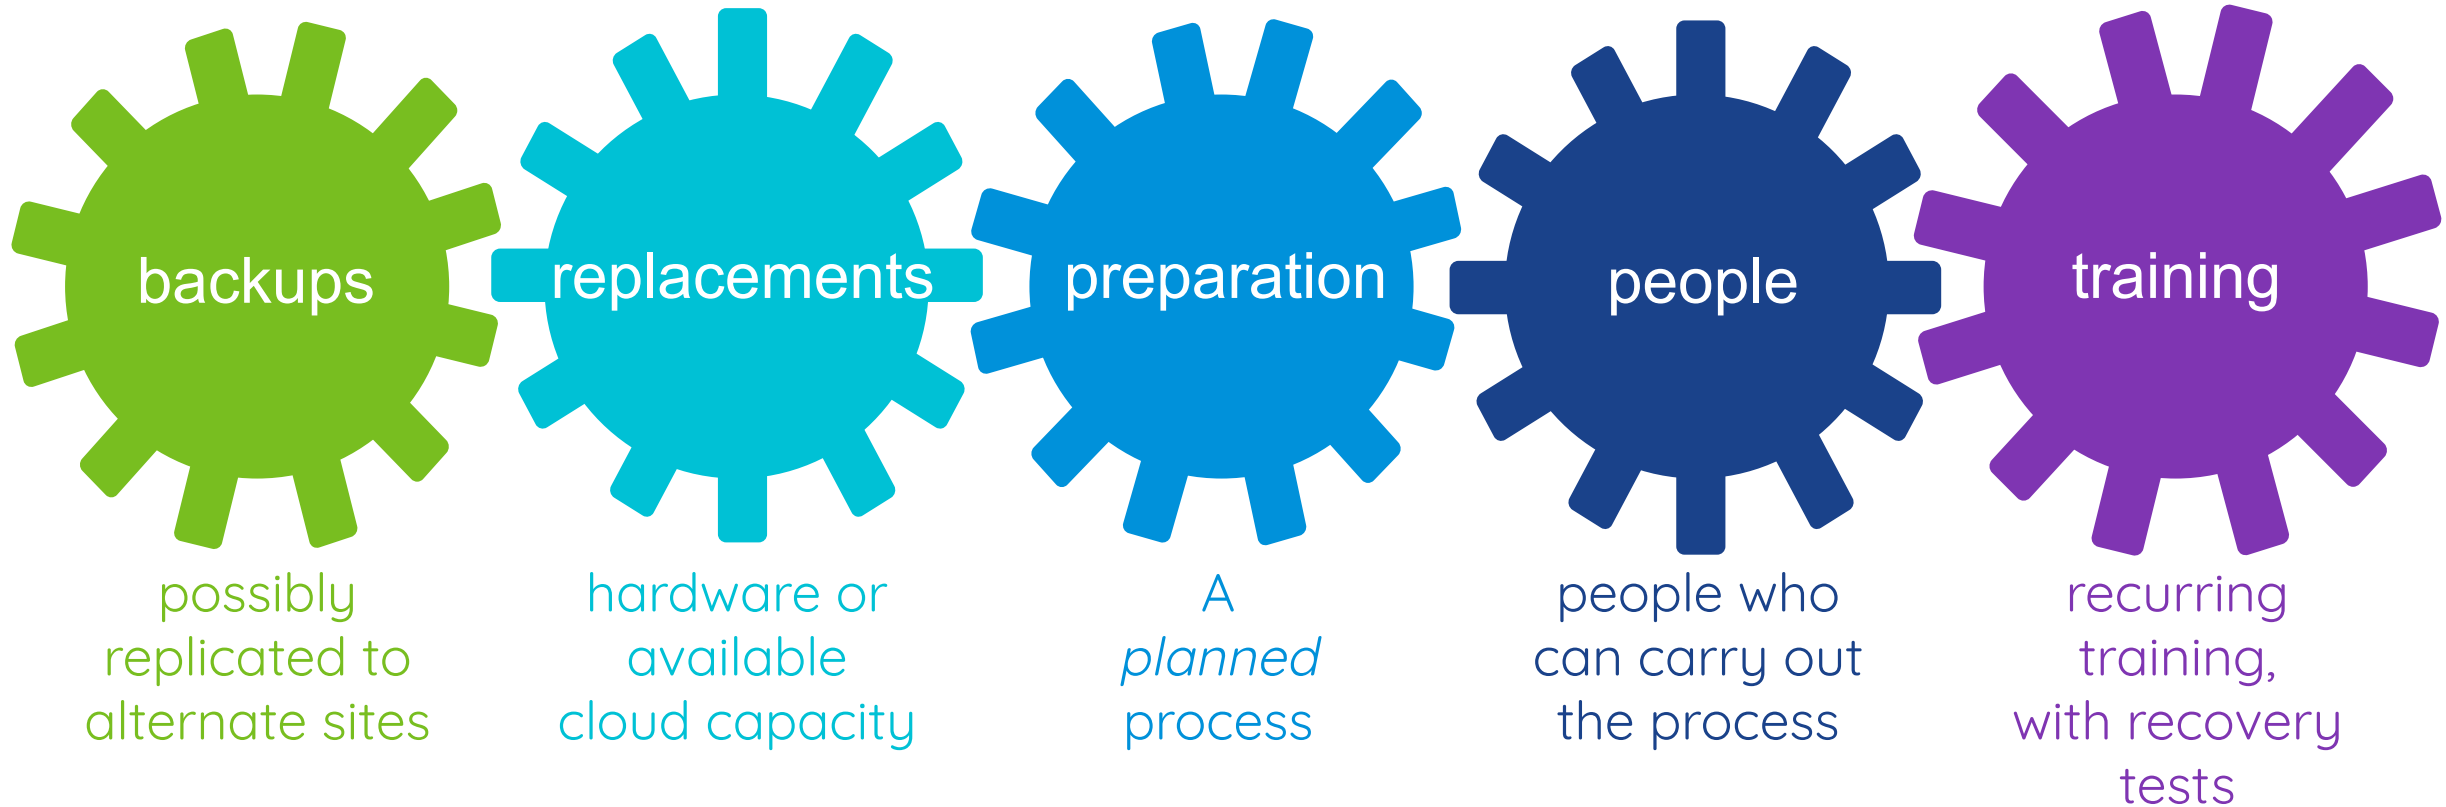 backups
possibly
replicated to
alternate sites
replacements
hardware or
available
cloud capacity
preparation
A
planned
process
people
people who
can carry out
the process
training
recurring
training,
with recovery
tests